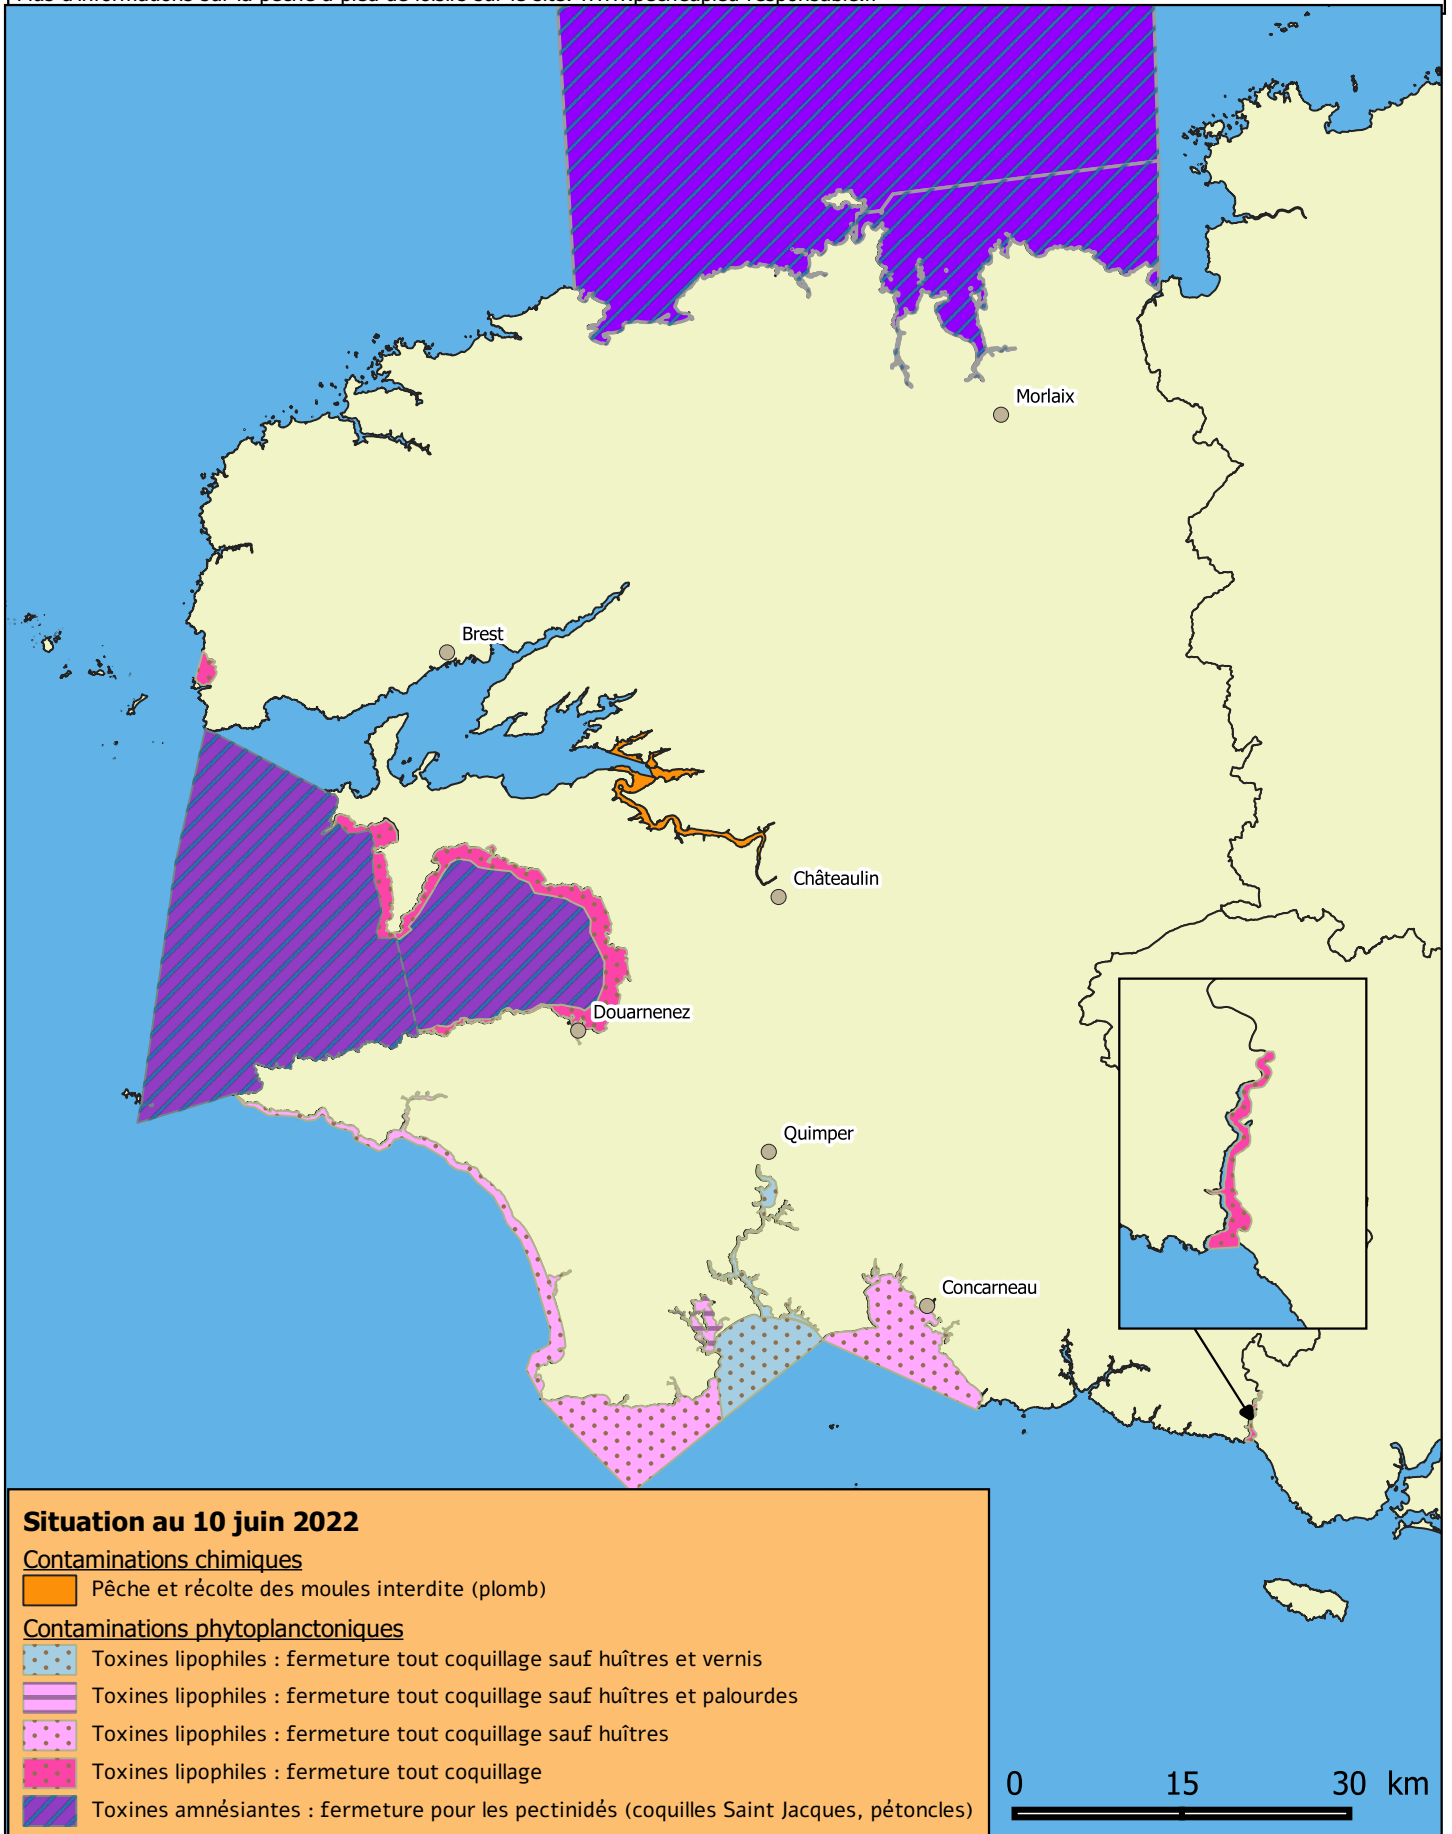 Morlaix
Brest
Châteaulin
Douarnenez
Quimper
Concarneau
Situation au 10 juin 2022
Contaminations chimiques
Pêche et récolte des moules interdite (plomb)
Contaminations phytoplanctoniques
Toxines lipophiles : fermeture tout coquillage sauf huîtres et vernis
Toxines lipophiles : fermeture tout coquillage sauf huîtres et palourdes
Toxines lipophiles : fermeture tout coquillage sauf huîtres
Toxines lipophiles : fermeture tout coquillage
Toxines amnésiantes : fermeture pour les pectinidés (coquilles Saint Jacques, pétoncles)
0 15 30 km